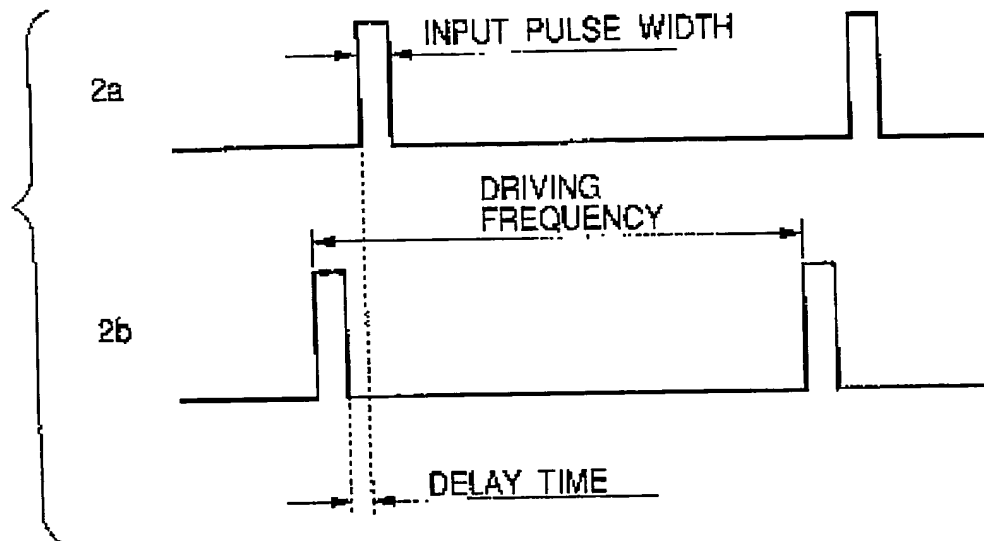 INPUT PULSE WIDTH
2a
DRIVING
FREQUENCY
2b
DELAY TIME